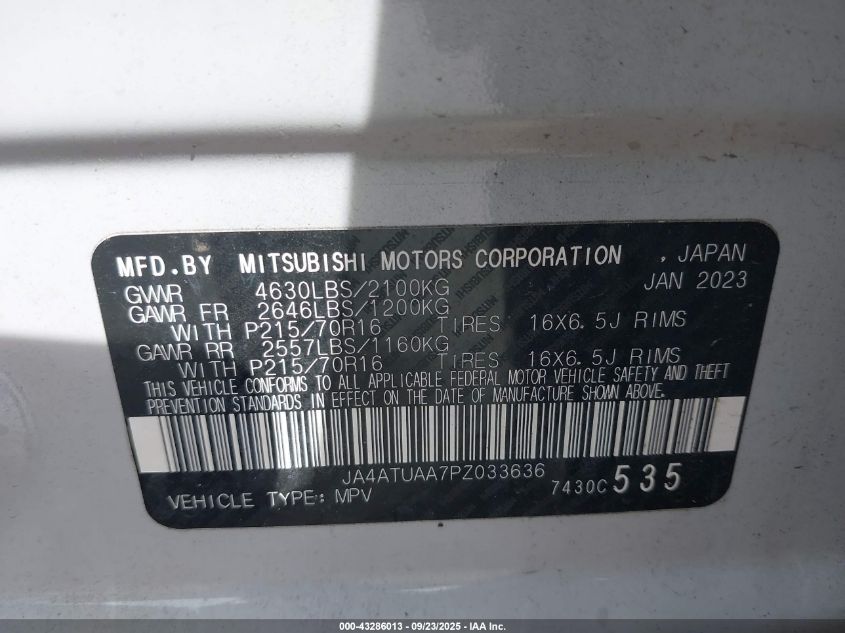 MFD.BY MITSUBISHI MOTORS CORPORATION , JAPAN
GVWR 4630LBS/2100KG JAN 2023
GAWR FR 2646LBS/1200KG
WITH P215/70R16 TIRES 16X6.5J RIMS
GAWR RR 2557LBS/1160KG
WITH P215/70R16 TIRES 16X6.5J RIMS
THIS VEHICLE CONFORMS TO ALL APPLICABLE FEDERAL MOTOR VEHICLE SAFETY AND THEFT
PREVENTION STANDARDS IN EFFECT ON THE DATE OF MANUFACTURE SHOWN ABOVE.
JA4ATUAA7PZ033636
VEHICLE TYPE: MPV 7430C 535
000-43286013 - 09/23/2025 - IAA Inc.